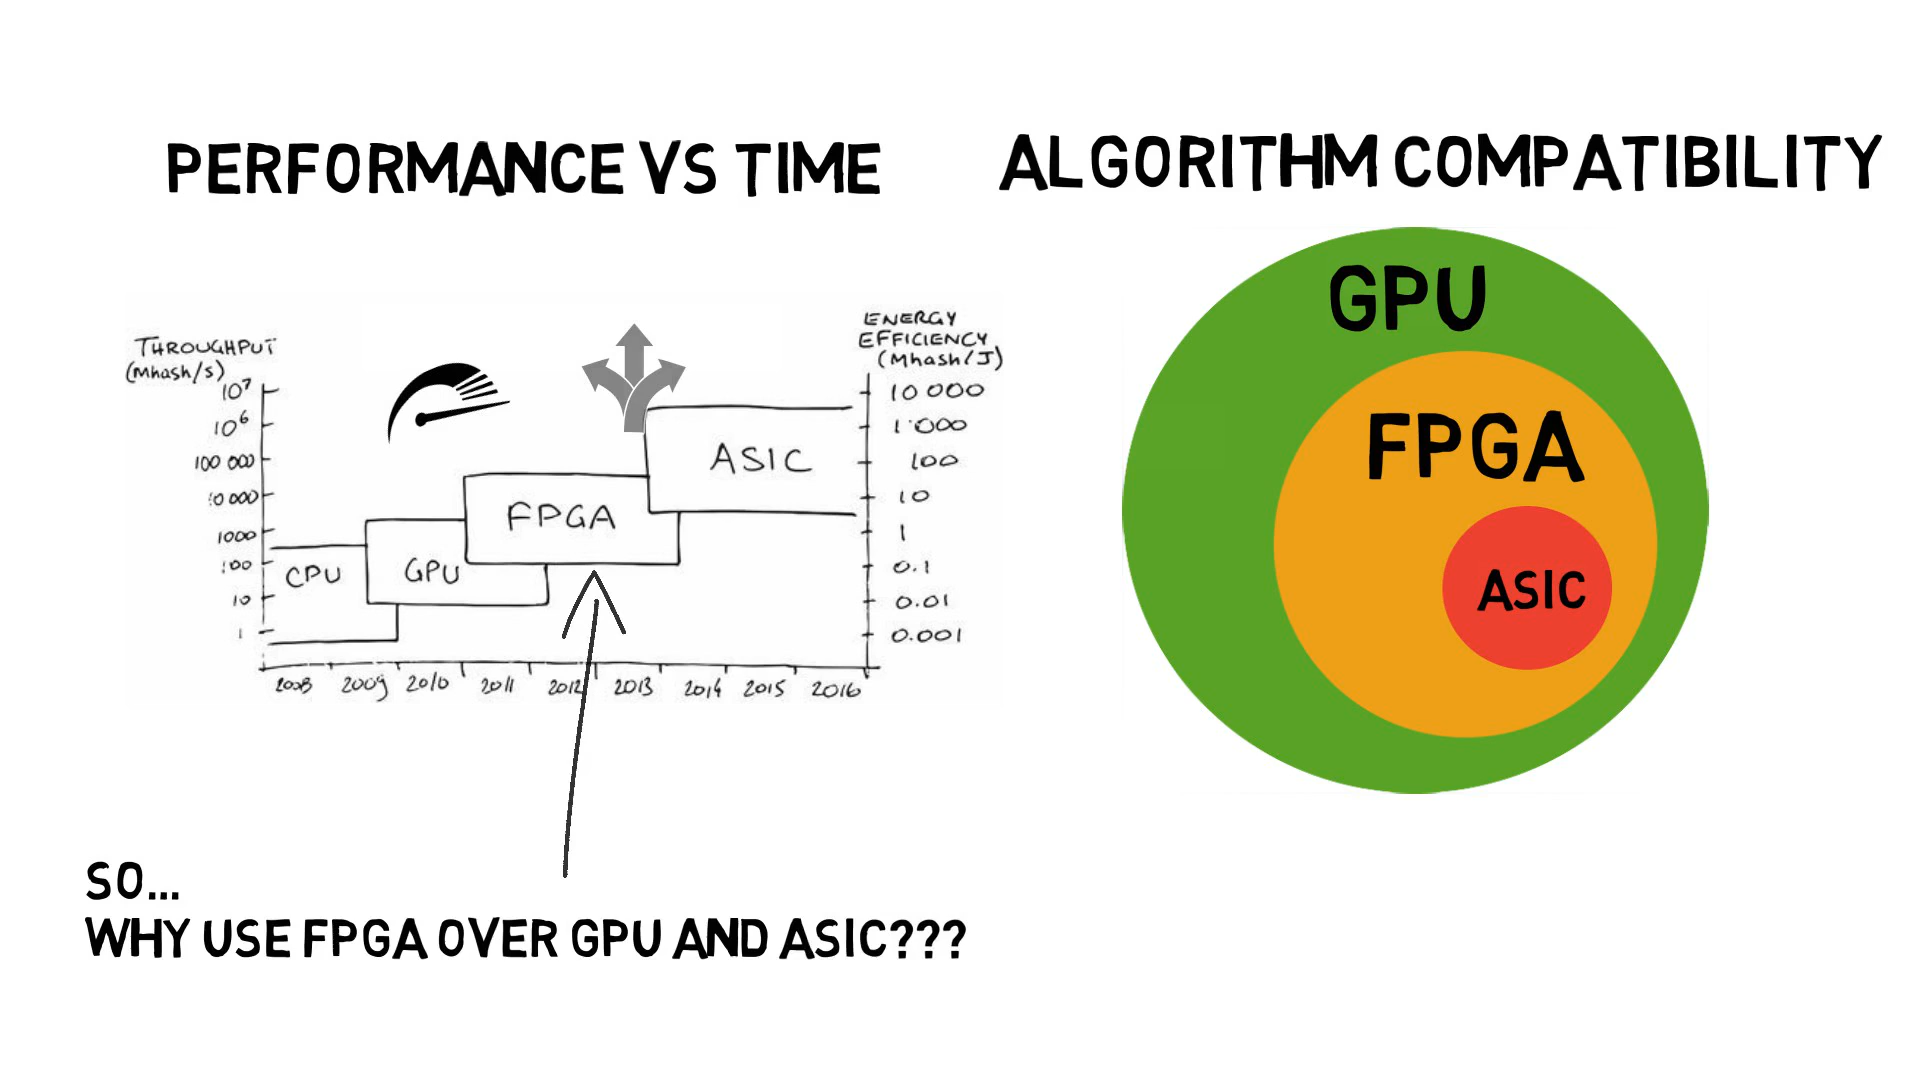 PERFORMANCE VS TIME
ALGORITHM COMPATIBILITY
THROUGHPUT
(Mhash/s)
10⁷
10⁶
100 000
10 000
1000
100
10
1
ENERGY
EFFICIENCY
(Mhash/J)
10 000
1 000
100
10
1
0.1
0.01
0.001
CPU
GPU
FPGA
ASIC
2008 2009 2010 2011 2012 2013 2014 2015 2016
GPU
FPGA
ASIC
SO...
WHY USE FPGA OVER GPU AND ASIC???